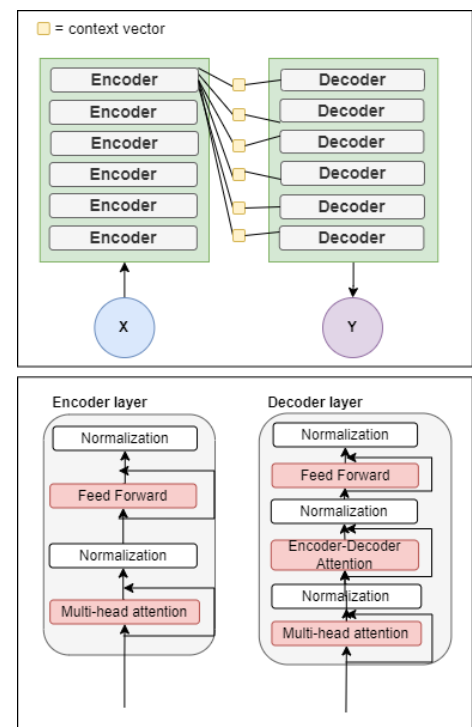 = context vector
Encoder
Encoder
Encoder
Encoder
Encoder
Encoder
Decoder
Decoder
Decoder
Decoder
Decoder
Decoder
X
Y
Encoder layer
Normalization
Feed Forward
Normalization
Multi-head attention
Decoder layer
Normalization
Feed Forward
Normalization
Encoder-Decoder
Attention
Normalization
Multi-head attention